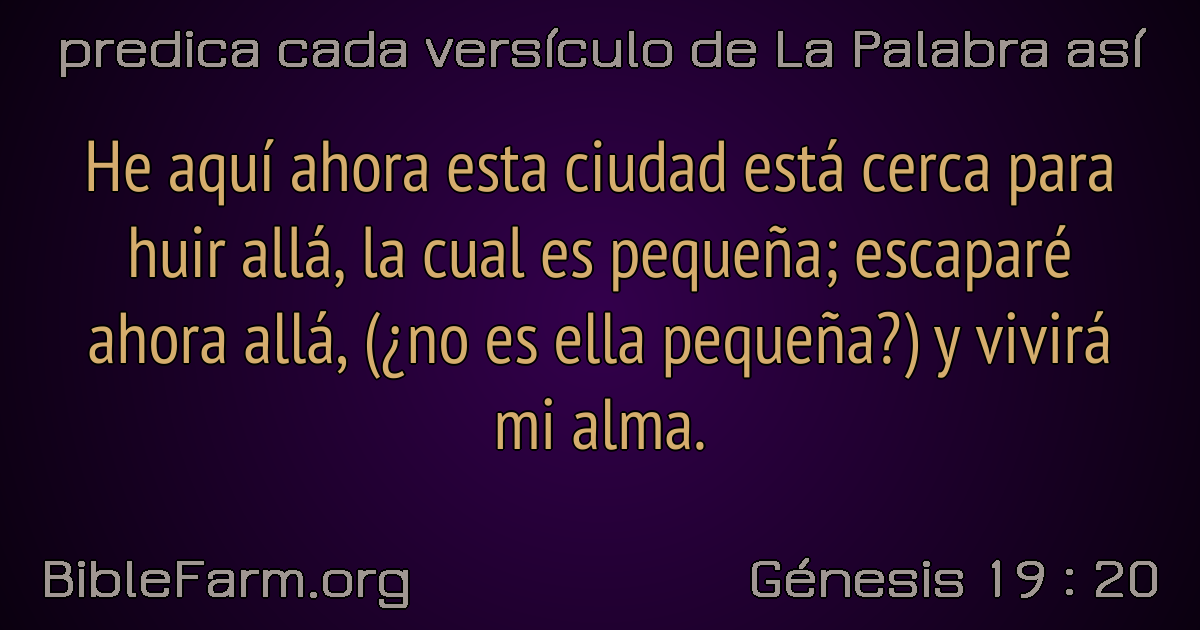 predica cada versículo de La Palabra así
He aquí ahora esta ciudad está cerca para
huir allá, la cual es pequeña; escaparé
ahora allá, (¿no es ella pequeña?) y vivirá
mi alma.
BibleFarm.org
Génesis 19 : 20